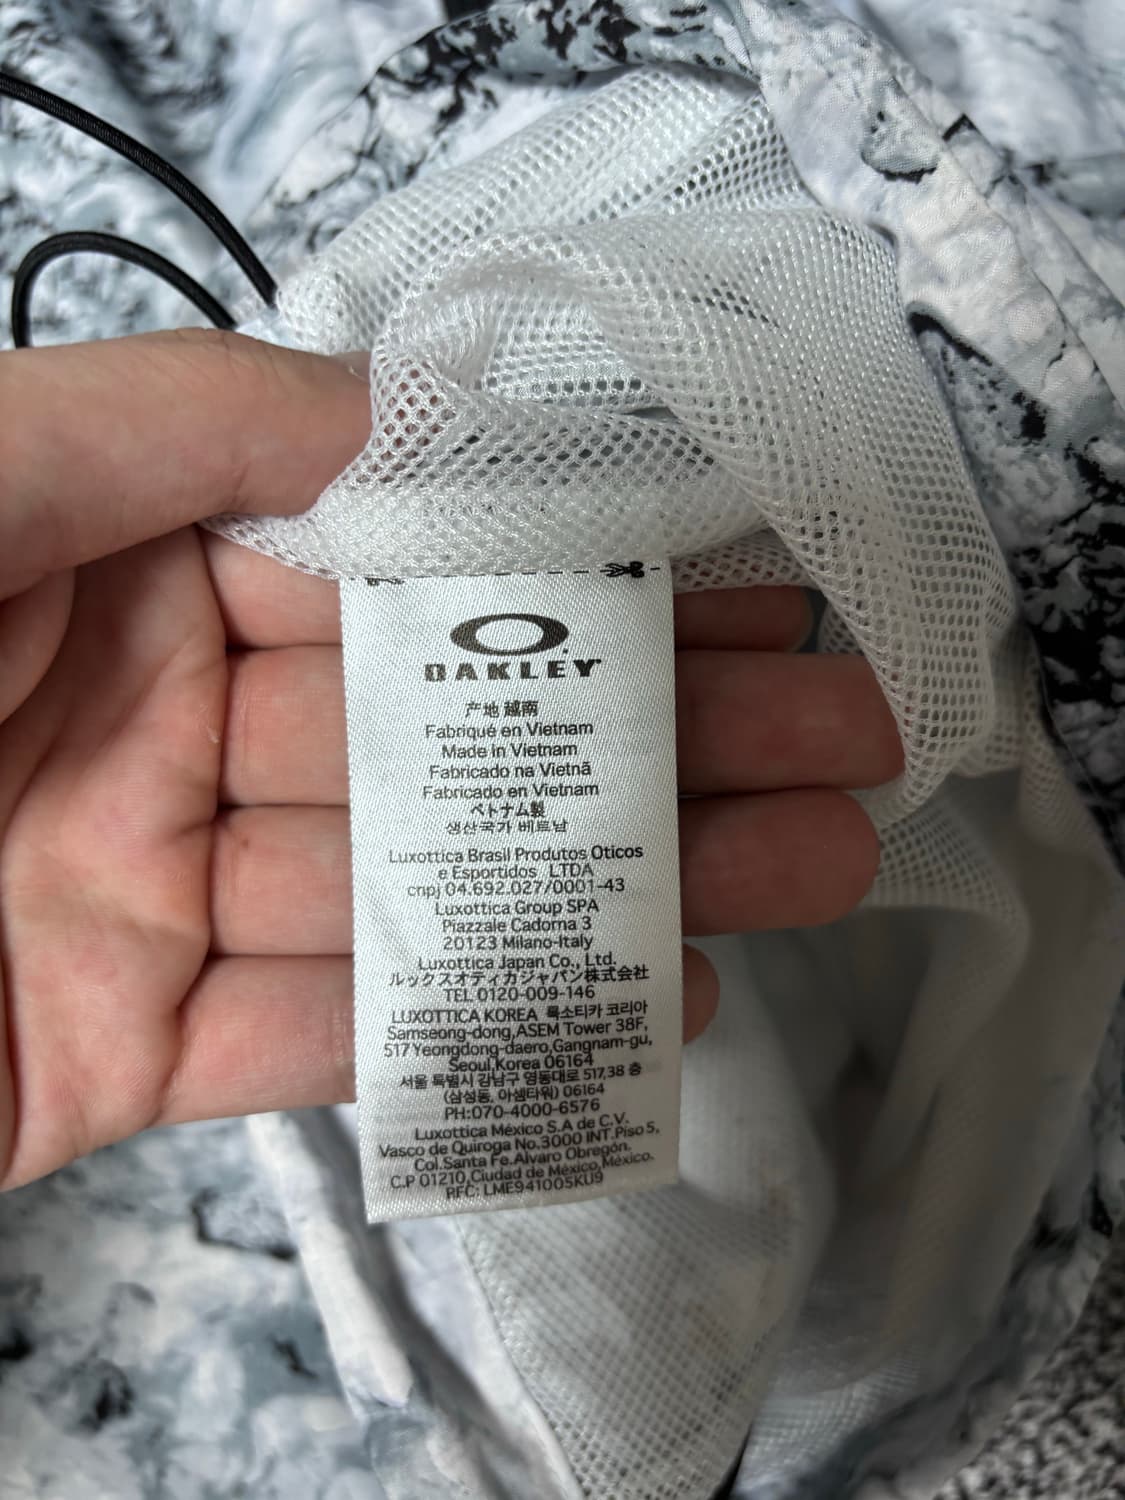 OAKLEY
产地 越南
Fabriqué en Vietnam
Made in Vietnam
Fabricado na Vietnã
Fabricado en Vietnam
ベトナム製
생산국가 베트남
Luxottica Brasil Produtos Oticos
e Esportidos LTDA
cnpj 04.692.027/0001-43
Luxottica Group SPA
Piazzale Cadorna 3
20123 Milano-Italy
Luxottica Japan Co., Ltd.
ルックスオティカジャパン株式会社
TEL 0120-009-146
LUXOTTICA KOREA 룩소티카 코리아
Samseong-dong,ASEM Tower 38F,
517 Yeongdong-daero,Gangnam-gu,
Seoul,Korea 06164
서울 특별시 강남구 영동대로 517,38 층
(삼성동, 아셈타워) 06164
PH:070-4000-6576
Luxottica México S.A de C.V.
Vasco de Quiroga No.3000 INT.Piso 5,
Col.Santa Fe.Alvaro Obregón.
C.P 01210,Ciudad de México,México.
RFC: LME941005KU9